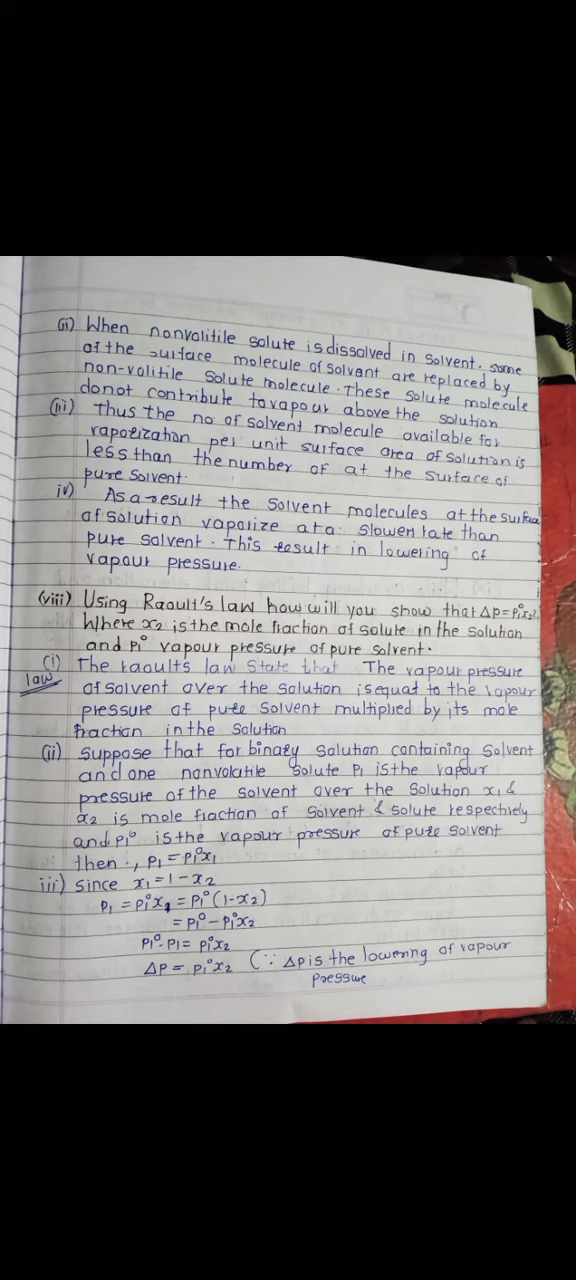 (ii) When nonvolitile solute is dissolved in solvent. some
of the surface molecule of solvant are replaced by
non-volitile solute molecule. These solute molecule
donot contribute to vapour above the solution
(iii) Thus the no of solvent molecule available for
vaporization per unit surface area of solution is
less than the number of at the surface of
pure solvent.
iv) As a result the solvent molecules at the surface
of solution vaporize at a slower rate than
pure solvent. This result in lowering of
vapour pressure.
(viii) Using Raoult's law how will you show that ΔP=P₁°x₂?
Where x₂ is the mole fraction of solute in the solution
and P₁° vapour pressure of pure solvent.
(i) The raoults law state that The vapour pressure
law of solvent over the solution is equal to the vapour
pressure of pure solvent multiplied by its mole
fraction in the solution
(ii) suppose that for binary solution containing solvent
and one nonvolatile solute P₁ is the vapour
pressure of the solvent over the solution x₁ &
x₂ is mole fraction of solvent & solute respectively
and P₁° is the vapour pressure of pure solvent
then, P₁ = P₁°x₁
iii) since x₁ = 1 - x₂
P₁ = P₁°x₁ = P₁° (1-x₂)
= P₁° - P₁°x₂
P₁° - P₁ = P₁°x₂
ΔP = P₁°x₂ (∵ ΔP is the lowering of vapour
pressure